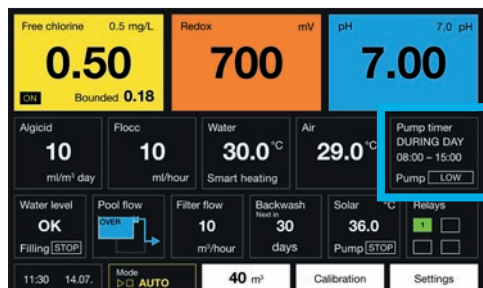 Free chlorine 0.5 mg/L
0.50
ON Bounded 0.18
Redox mV
700
pH 7.0 pH
7.00
Algicid
10
ml/m³ day
Flocc
10
ml/hour
Water
30.0 °C
Smart heating
Air
29.0 °C
Pump timer
DURING DAY
08:00 – 15:00
Pump LOW
Water level
OK
Filling STOP
Pool flow
OVER
Filter flow
10
m³/hour
Backwash
Next in
30
days
Solar °C
36.0
Pump STOP
Relays
1
11:30 14.07.
Mode
AUTO
40 m³
Calibration
Settings